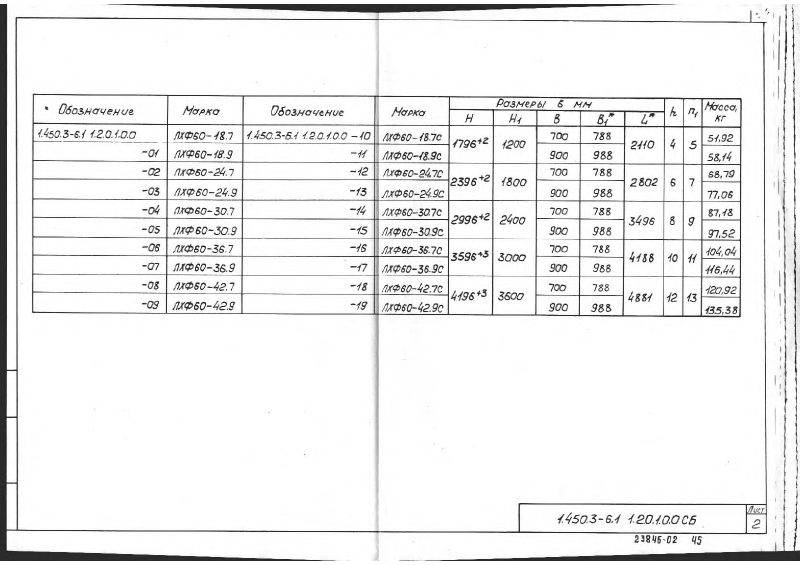 Обозначение Марка Обозначение Марка Размеры в мм h n1 Масса, кг
H H1 B B1* L*
1.450.3-6.1 1.2.0.1.0.0 ЛХФ60-18.7 1.450.3-6.1 1.2.0.1.0.0 -10 ЛХФ60-18.7С 1796+2 1200 700 788 2110 4 5 51,92
-01 ЛХФ60-18.9 -11 ЛХФ60-18.9С 900 988 58,14
-02 ЛХФ60-24.7 -12 ЛХФ60-24.7С 2396+2 1800 700 788 2802 6 7 68,79
-03 ЛХФ60-24.9 -13 ЛХФ60-24.9С 900 988 77,06
-04 ЛХФ60-30.7 -14 ЛХФ60-30.7С 2996+2 2400 700 788 3496 8 9 87,18
-05 ЛХФ60-30.9 -15 ЛХФ60-30.9С 900 988 97,52
-06 ЛХФ60-36.7 -16 ЛХФ60-36.7С 3596+3 3000 700 788 4188 10 11 104,04
-07 ЛХФ60-36.9 -17 ЛХФ60-36.9С 900 988 116,44
-08 ЛХФ60-42.7 -18 ЛХФ60-42.7С 4196+3 3600 700 788 4881 12 13 120,92
-09 ЛХФ60-42.9 -19 ЛХФ60-42.9С 900 988 135,38
1.450.3-6.1 1.2.0.1.0.0 СБ
Лист
2
23846-02 45